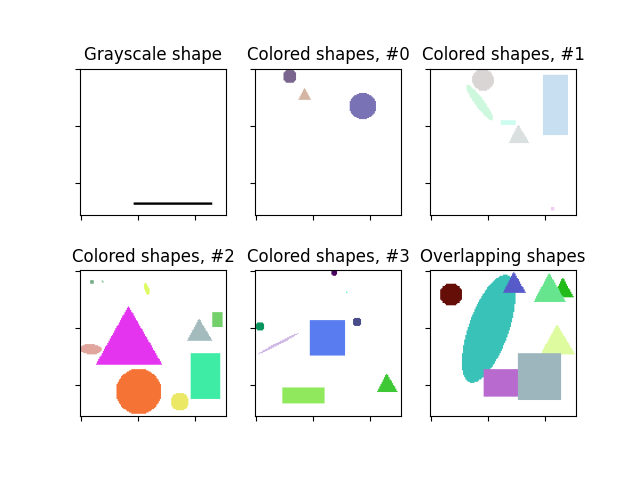 Grayscale shape
Colored shapes, #0
Colored shapes, #1
Colored shapes, #2
Colored shapes, #3
Overlapping shapes